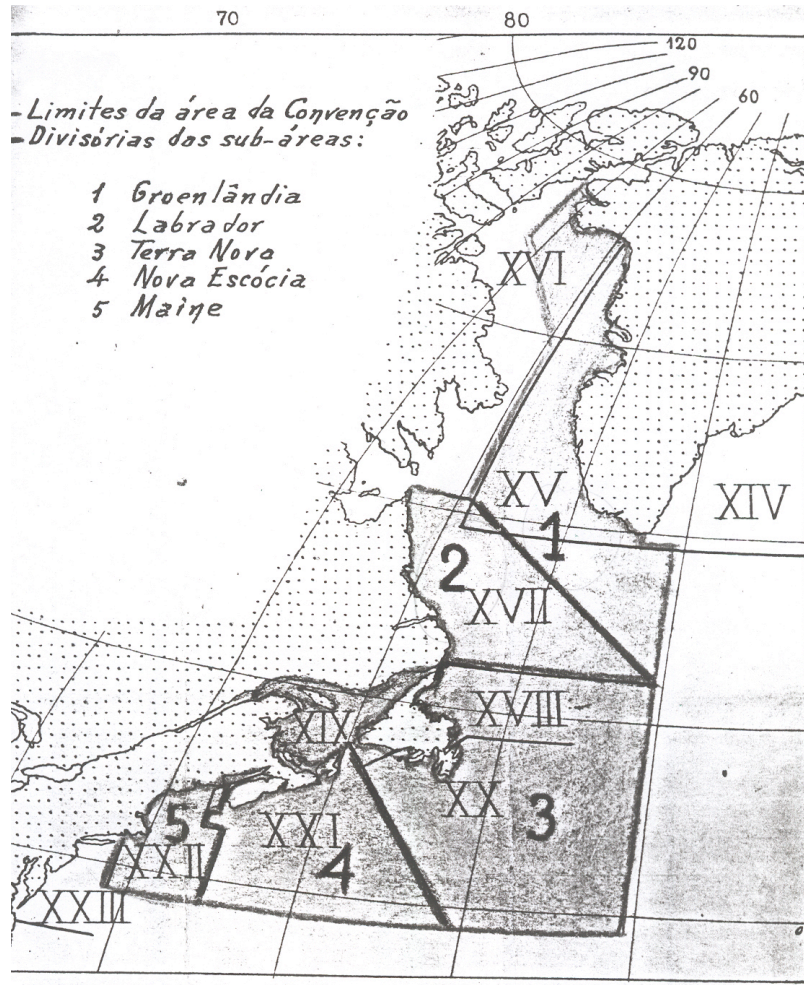 70
80
120
90
60
- Limites da área da Convenção
- Divisórias das sub-áreas:
1 Groenlândia
2 Labrador
3 Terra Nova
4 Nova Escócia
5 Maine
XVI
XV
XIV
1
2
XVII
XVIII
XIX
XX
3
5
XXI
XXII
4
XXIII